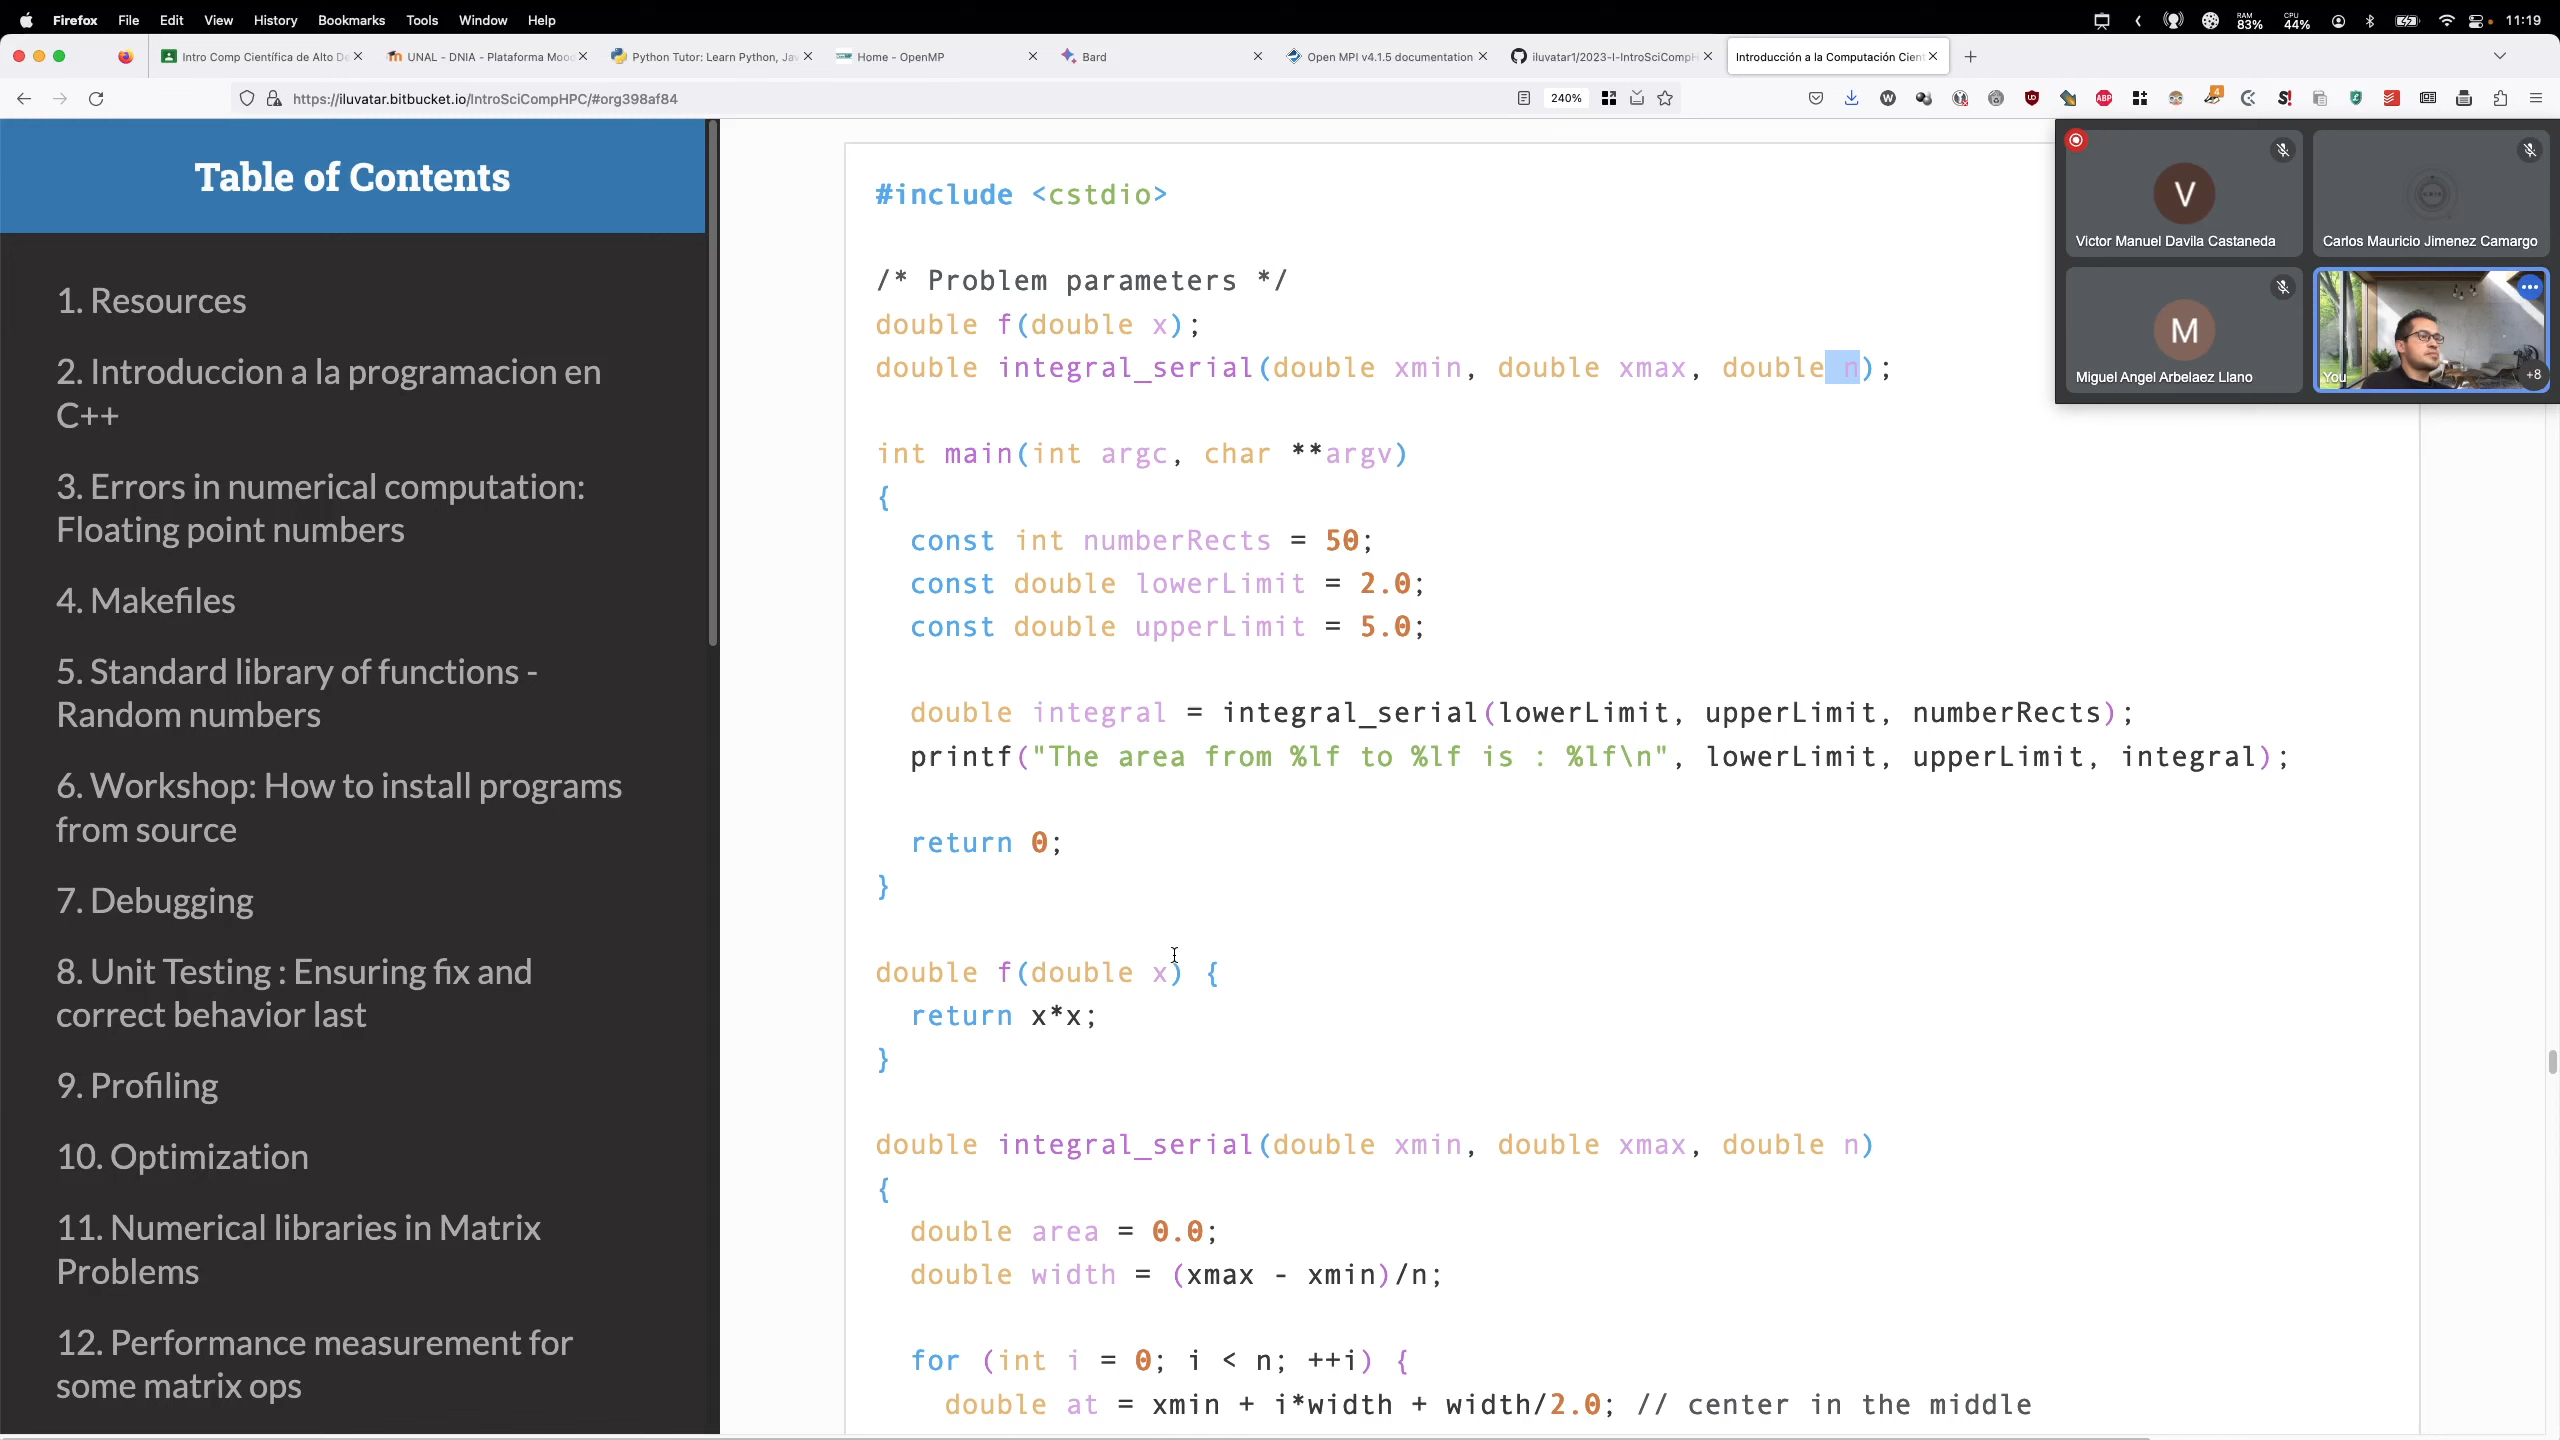 Firefox File Edit View History Bookmarks Tools Window Help
RAM 83% CPU 44% 11:19
Intro Comp Científica de Alto De
UNAL - DNIA - Plataforma Mooc
Python Tutor: Learn Python, Jav
Home - OpenMP
Bard
Open MPI v4.1.5 documentation
iluvatar1/2023-I-IntroSciCompH
Introducción a la Computación Cient
https://iluvatar.bitbucket.io/IntroSciCompHPC/#org398af84
240%
Table of Contents
1. Resources
2. Introduccion a la programacion en
C++
3. Errors in numerical computation:
Floating point numbers
4. Makefiles
5. Standard library of functions -
Random numbers
6. Workshop: How to install programs
from source
7. Debugging
8. Unit Testing : Ensuring fix and
correct behavior last
9. Profiling
10. Optimization
11. Numerical libraries in Matrix
Problems
12. Performance measurement for
some matrix ops
#include <cstdio>
/* Problem parameters */
double f(double x);
double integral_serial(double xmin, double xmax, double n);
int main(int argc, char **argv)
{
const int numberRects = 50;
const double lowerLimit = 2.0;
const double upperLimit = 5.0;
double integral = integral_serial(lowerLimit, upperLimit, numberRects);
printf("The area from %lf to %lf is : %lf\n", lowerLimit, upperLimit, integral);
return 0;
}
double f(double x) {
return x*x;
}
double integral_serial(double xmin, double xmax, double n)
{
double area = 0.0;
double width = (xmax - xmin)/n;
for (int i = 0; i < n; ++i) {
double at = xmin + i*width + width/2.0; // center in the middle
V
Victor Manuel Davila Castaneda
Carlos Mauricio Jimenez Camargo
M
Miguel Angel Arbelaez Llano
You
+8